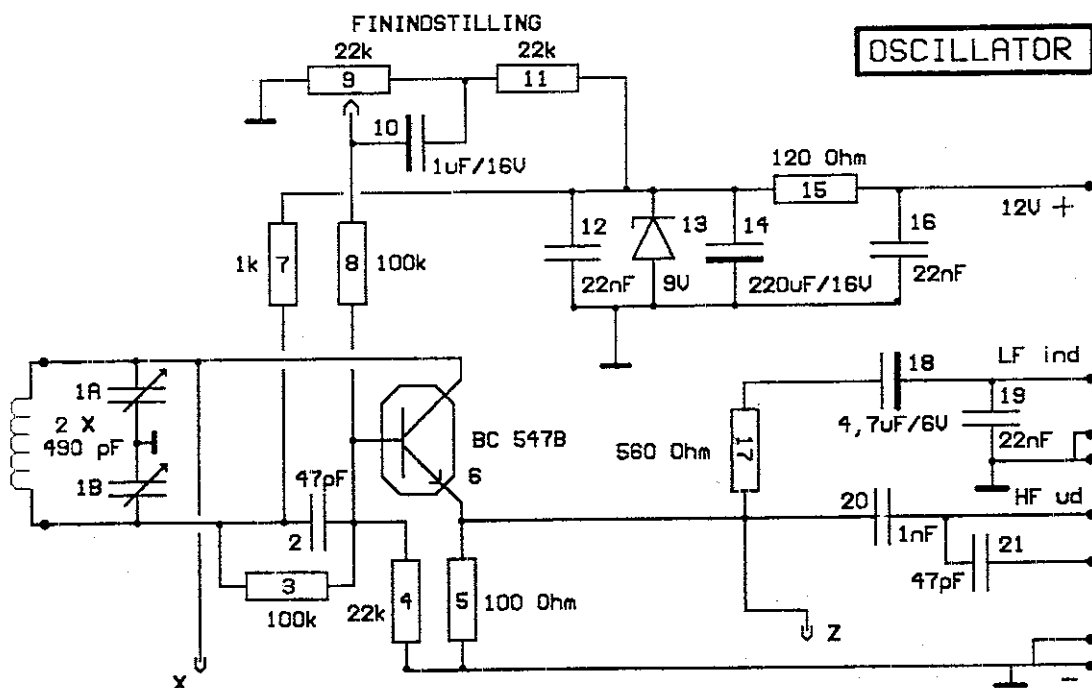 FININDSTILLING
OSCILLATOR
22k
22k
9
11
10
1uF/16V
120 Ohm
15
12V +
12
13
14
16
1k
7
8
100k
22nF
9V
220uF/16V
22nF
1A
2 X
490 pF
1B
BC 547B
6
18
LF ind
19
4,7uF/6V
22nF
560 Ohm
17
47pF
2
20
HF ud
1nF
21
47pF
3
100k
22k
4
5
100 Ohm
Z
X
-